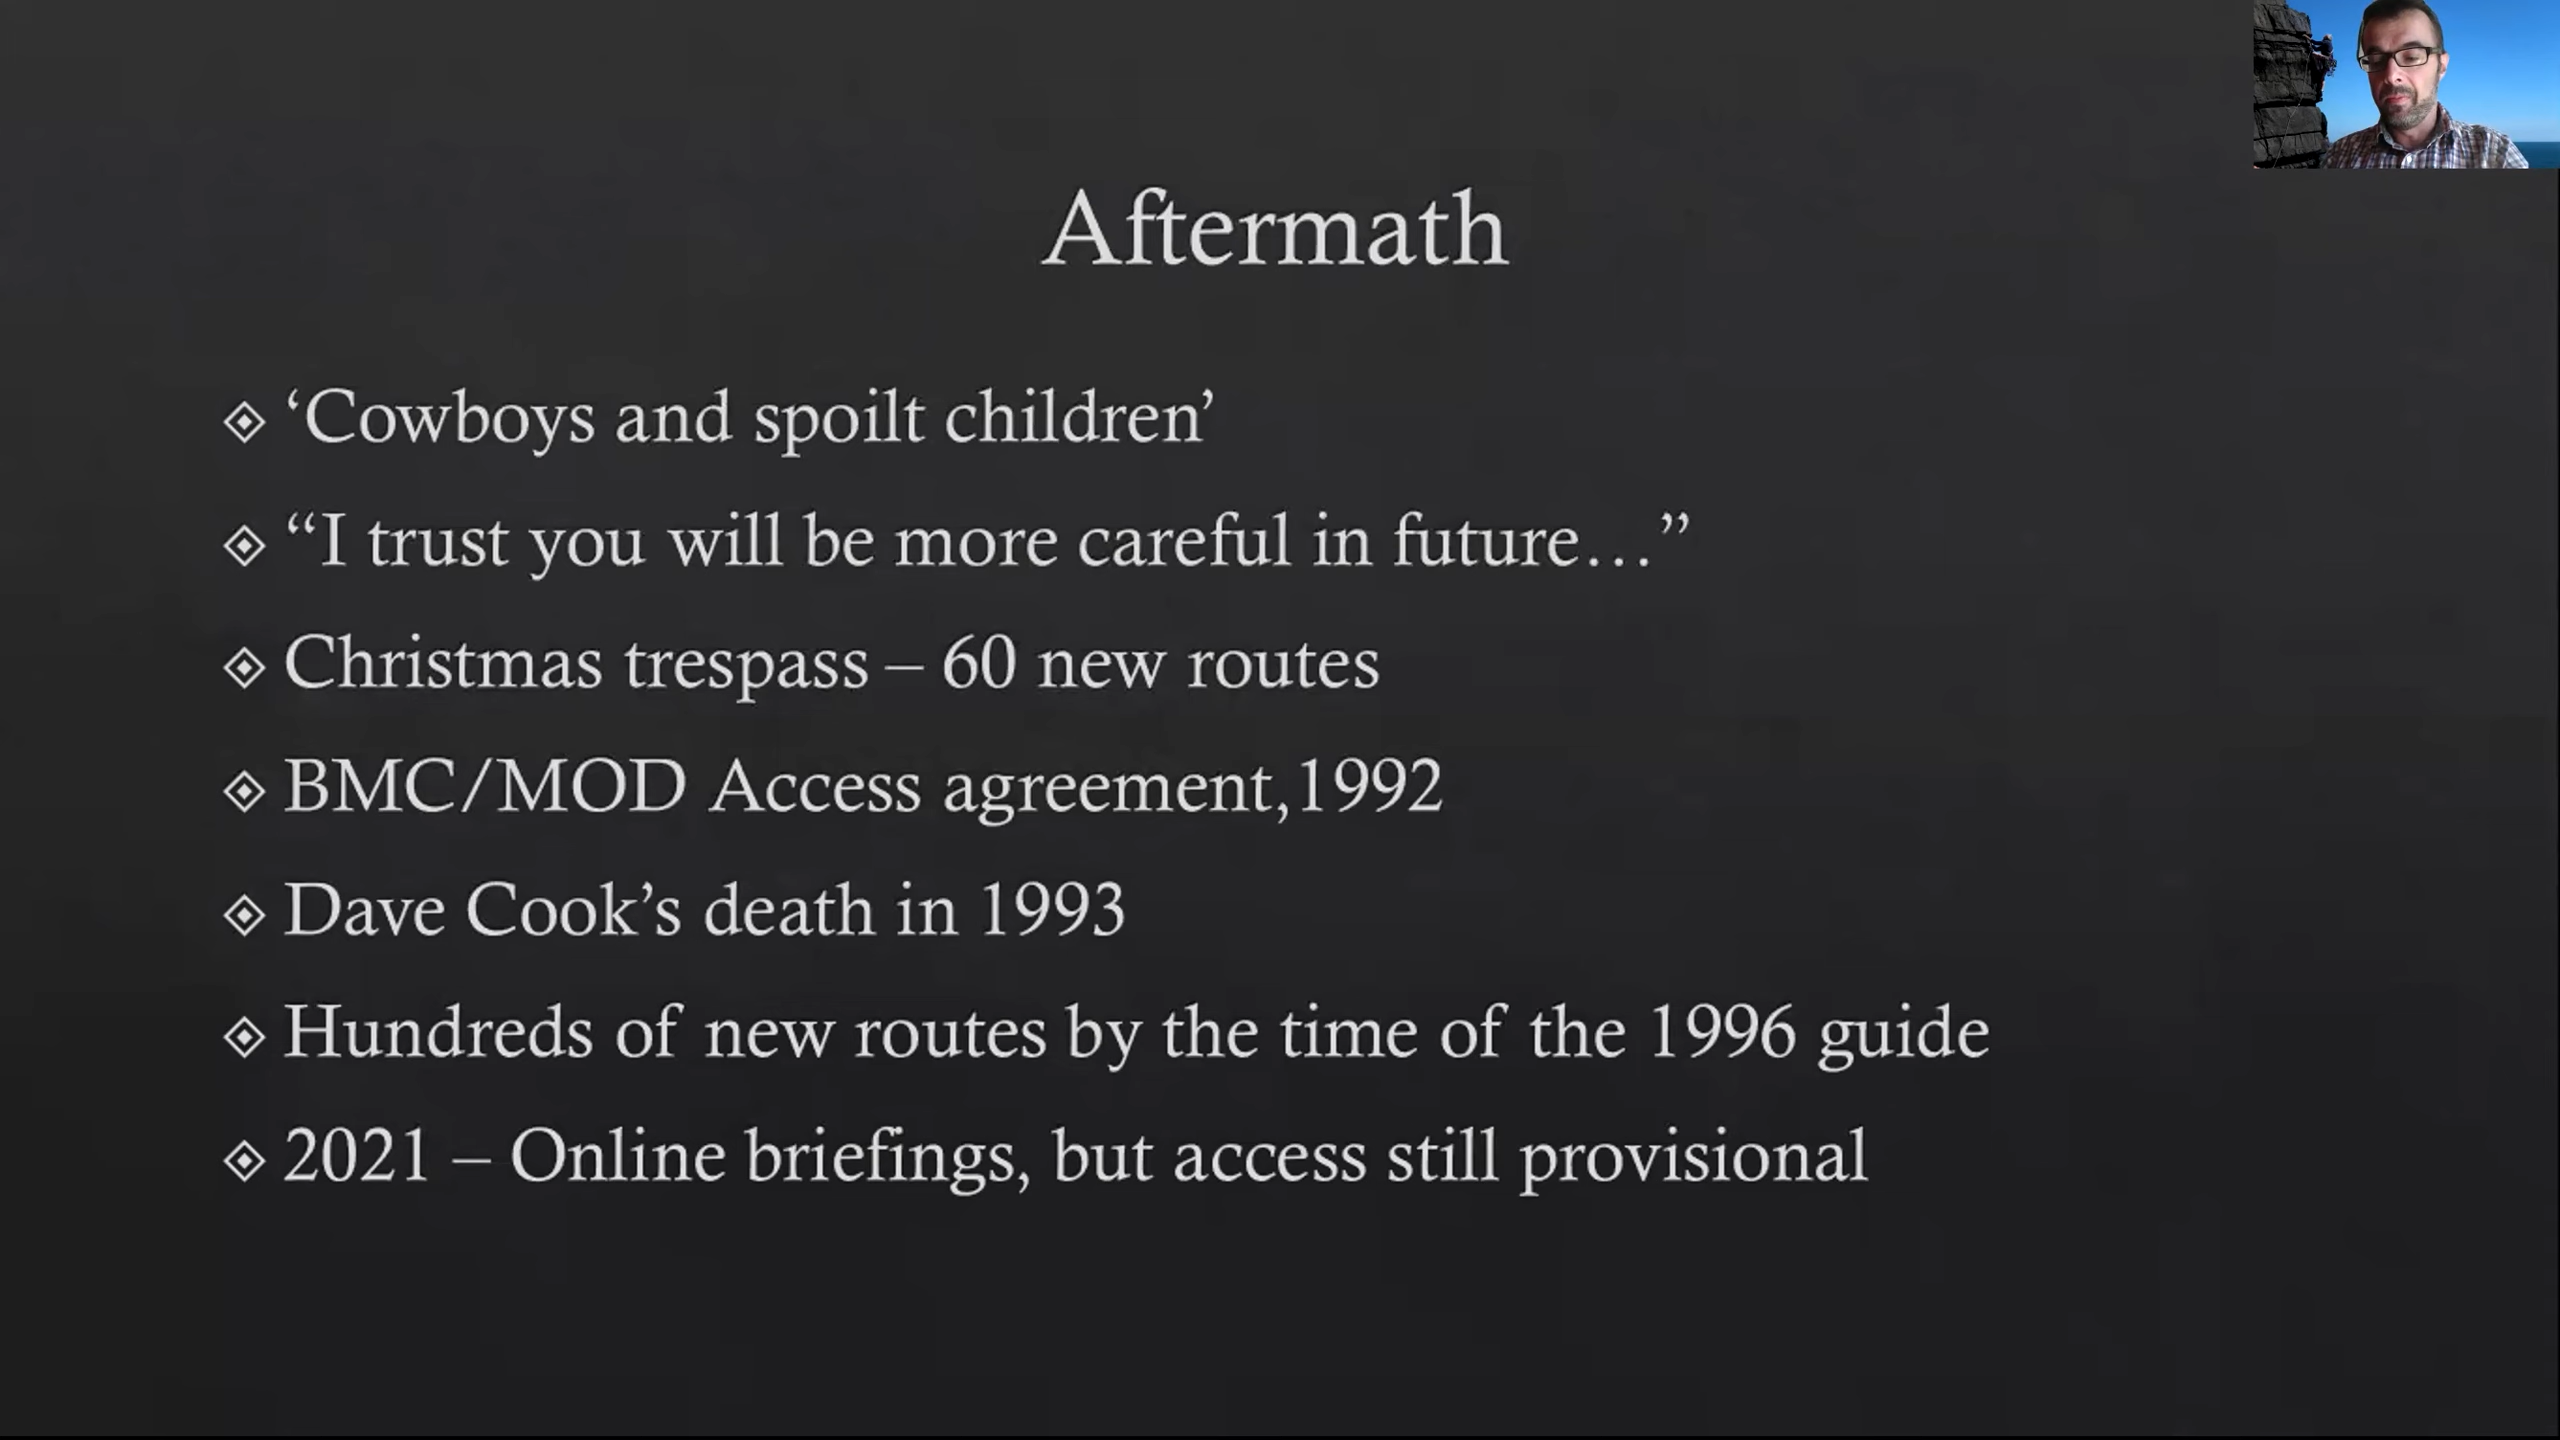 Aftermath
‘Cowboys and spoilt children’
“I trust you will be more careful in future…”
Christmas trespass – 60 new routes
BMC/MOD Access agreement,1992
Dave Cook’s death in 1993
Hundreds of new routes by the time of the 1996 guide
2021 – Online briefings, but access still provisional